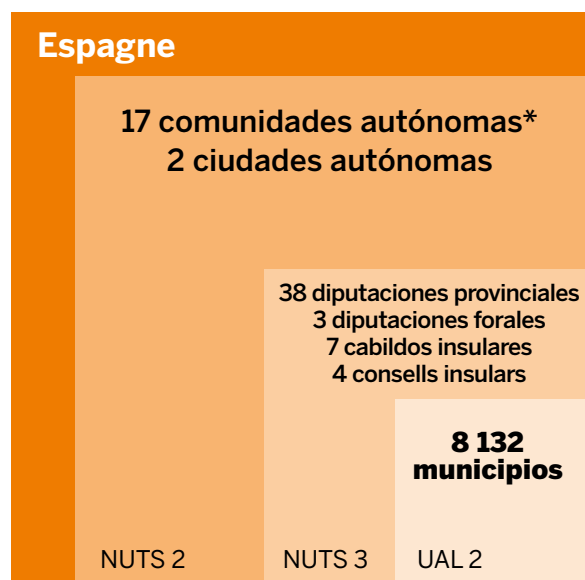 Espagne
17 comunidades autónomas*
2 ciudades autónomas
38 diputaciones provinciales
3 diputaciones forales
7 cabildos insulares
4 consells insulars
8 132
municipios
NUTS 2
NUTS 3
UAL 2